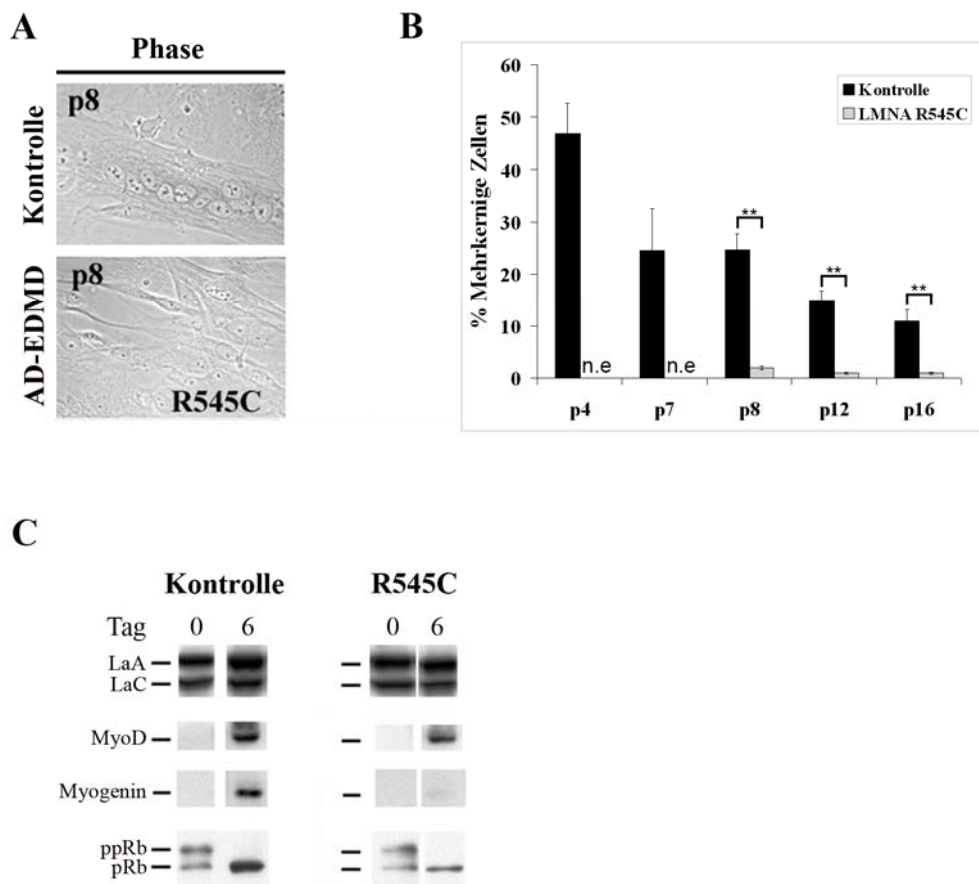 A
Phase
Kontrolle
p8
AD-EDMD
p8
R545C
B
% Mehrkernige Zellen
60
50
40
30
20
10
0
Kontrolle
LMNA R545C
n.e
n.e
**
**
**
p4 p7 p8 p12 p16
C
Kontrolle R545C
Tag 0 6 0 6
LaA
LaC
MyoD
Myogenin
ppRb
pRb